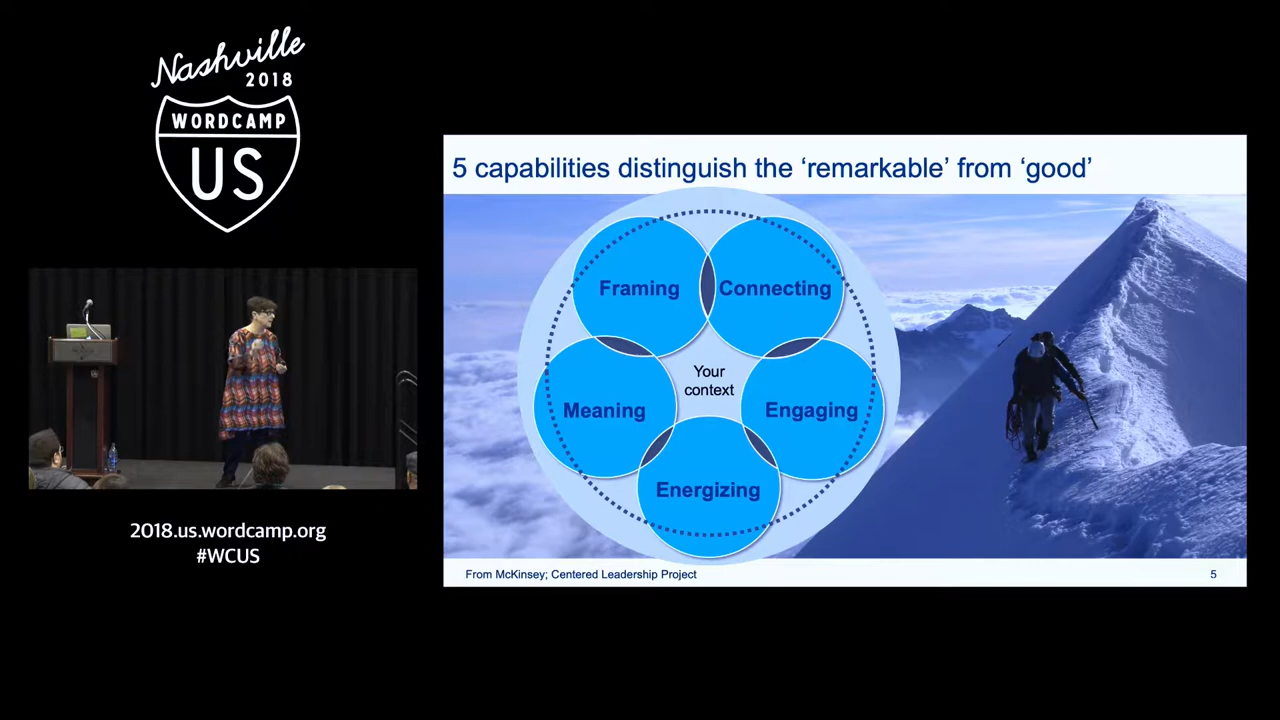 Nashville
2018
WORDCAMP
US
2018.us.wordcamp.org
#WCUS
5 capabilities distinguish the ‘remarkable’ from ‘good’
Framing
Connecting
Your
context
Meaning
Engaging
Energizing
From McKinsey; Centered Leadership Project
5